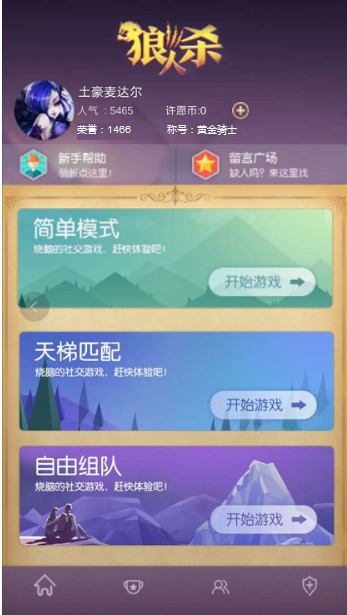 狼人杀
土豪麦达尔
人气 : 5465 许愿币:0
荣誉 : 1466 称号 : 黄金骑士
新手帮助 留言广场
萌新点这里! 缺人吗? 来这里找
简单模式
烧脑的社交游戏, 赶快体验吧!
开始游戏
天梯匹配
烧脑的社交游戏, 赶快体验吧!
开始游戏
自由组队
烧脑的社交游戏, 赶快体验吧!
开始游戏